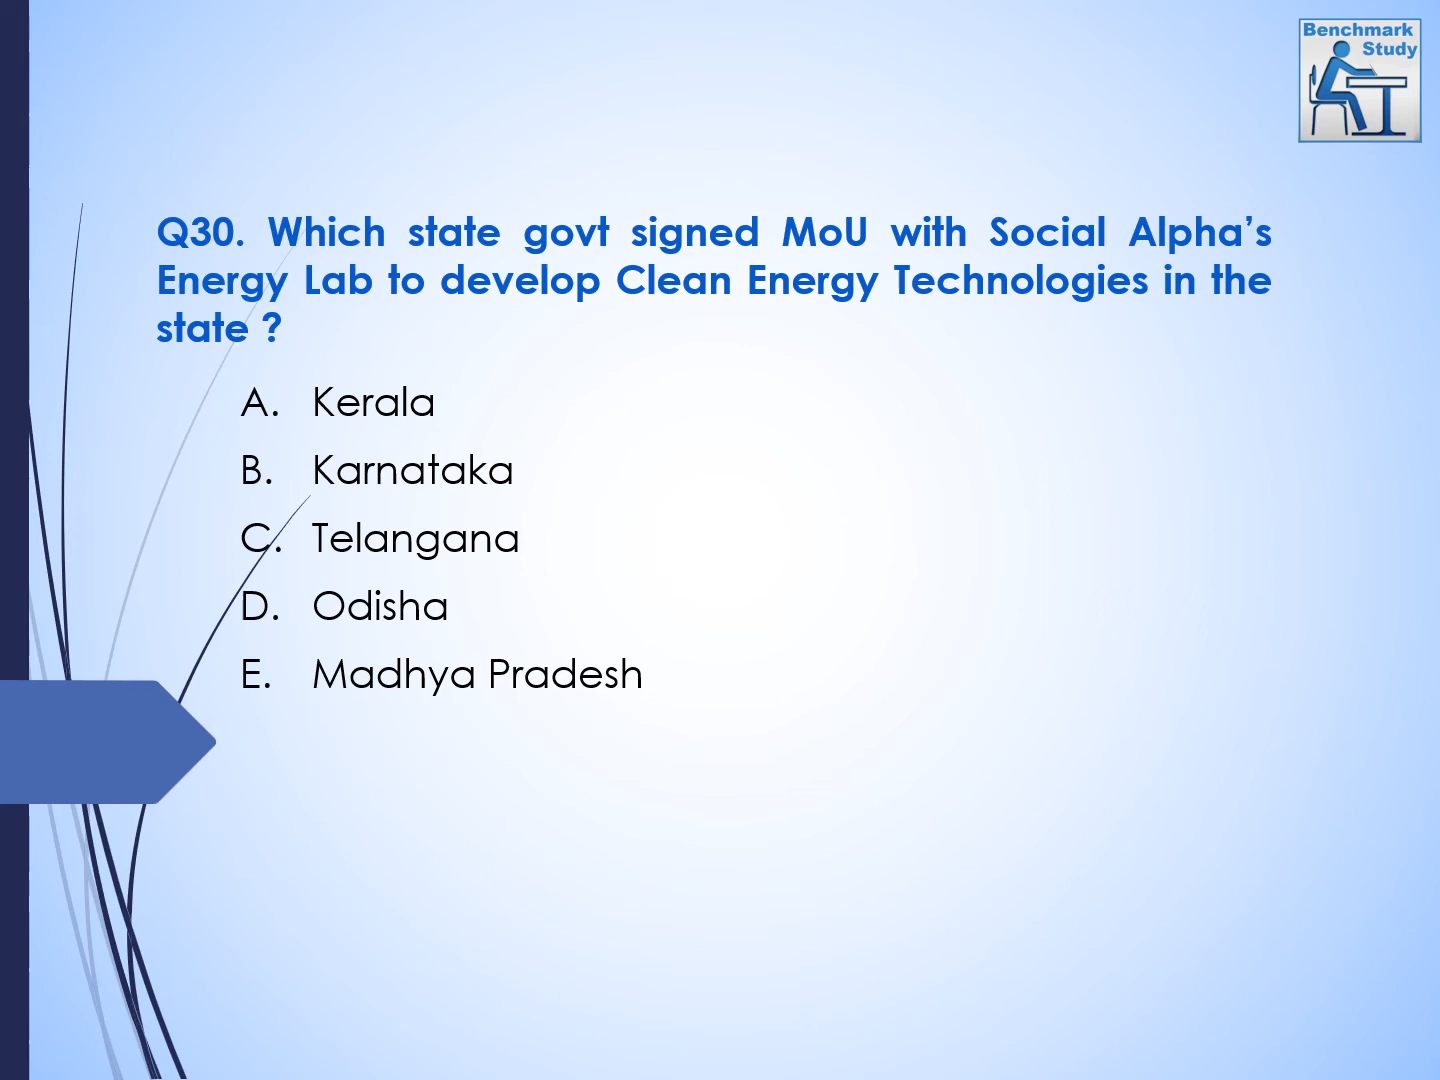 Benchmark
Study
Q30. Which state govt signed MoU with Social Alpha’s
Energy Lab to develop Clean Energy Technologies in the
state ?
A. Kerala
B. Karnataka
C. Telangana
D. Odisha
E. Madhya Pradesh